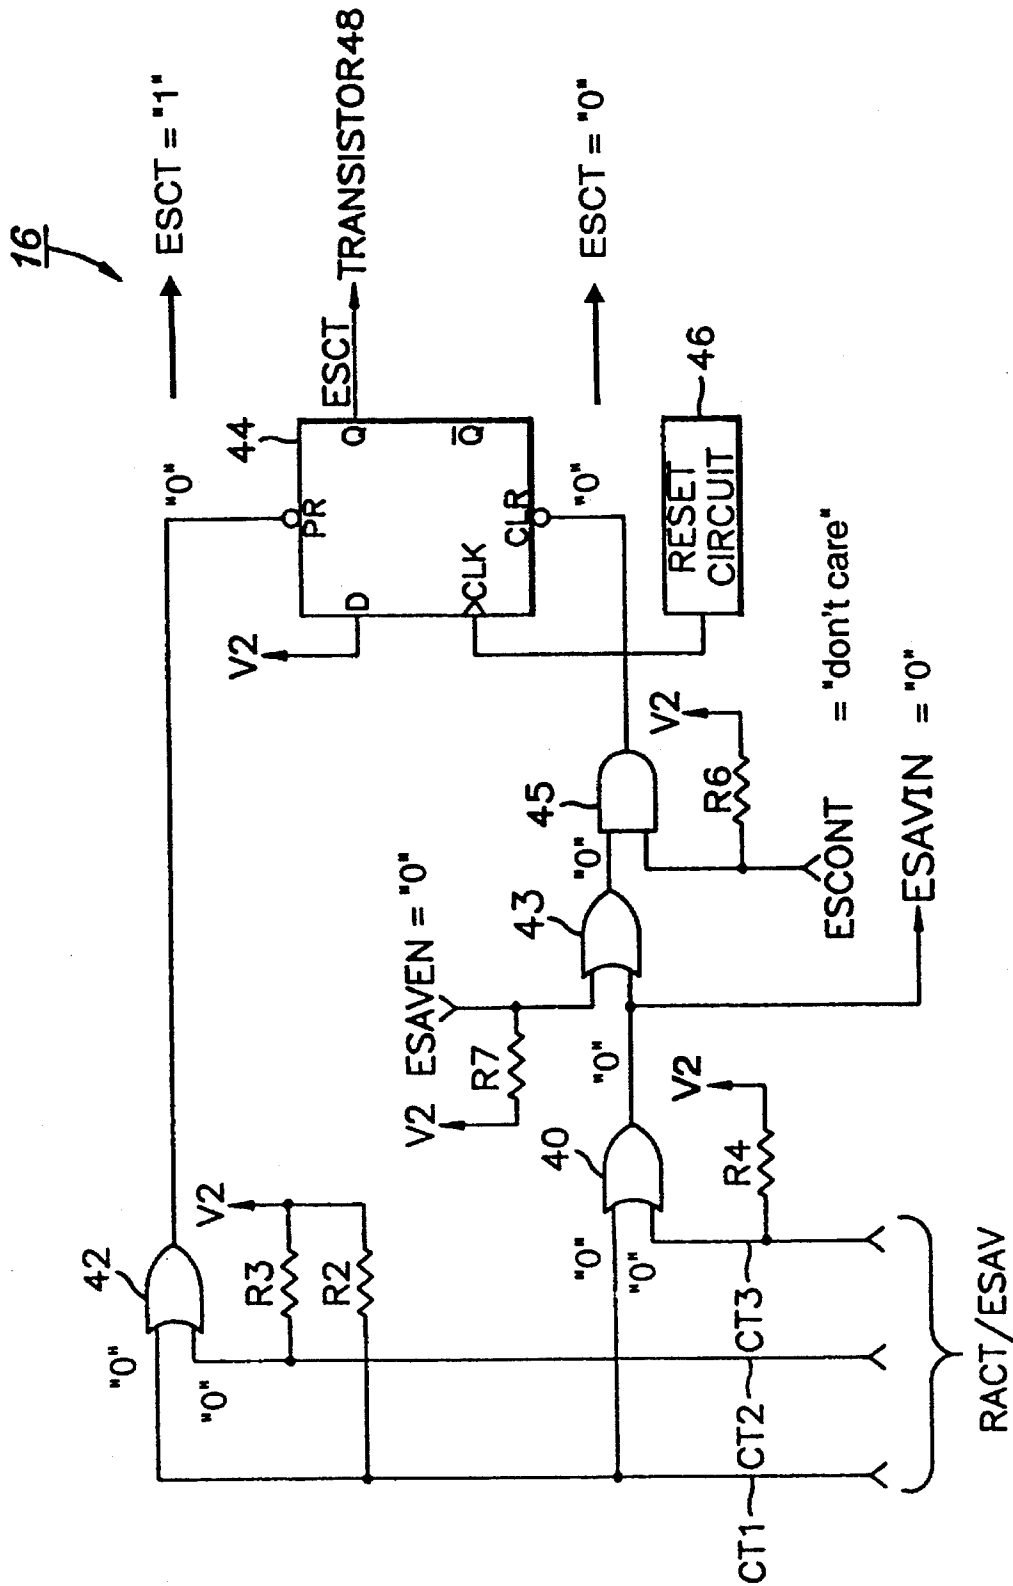 16
"0"
ESCT = "1"
44
PR
D
Q
ESCT
TRANSISTOR48
CLK
Q
CLR
"0"
ESCT = "0"
V2
RESET
CIRCUIT
46
42
"0"
"0"
V2
R3
R2
ESAVEN = "0"
V2
R7
43
"0"
45
V2
R6
ESCONT = "don't care"
ESAVIN = "0"
40
"0"
"0"
"0"
V2
R4
CT1
CT2
CT3
RACT/ESAV